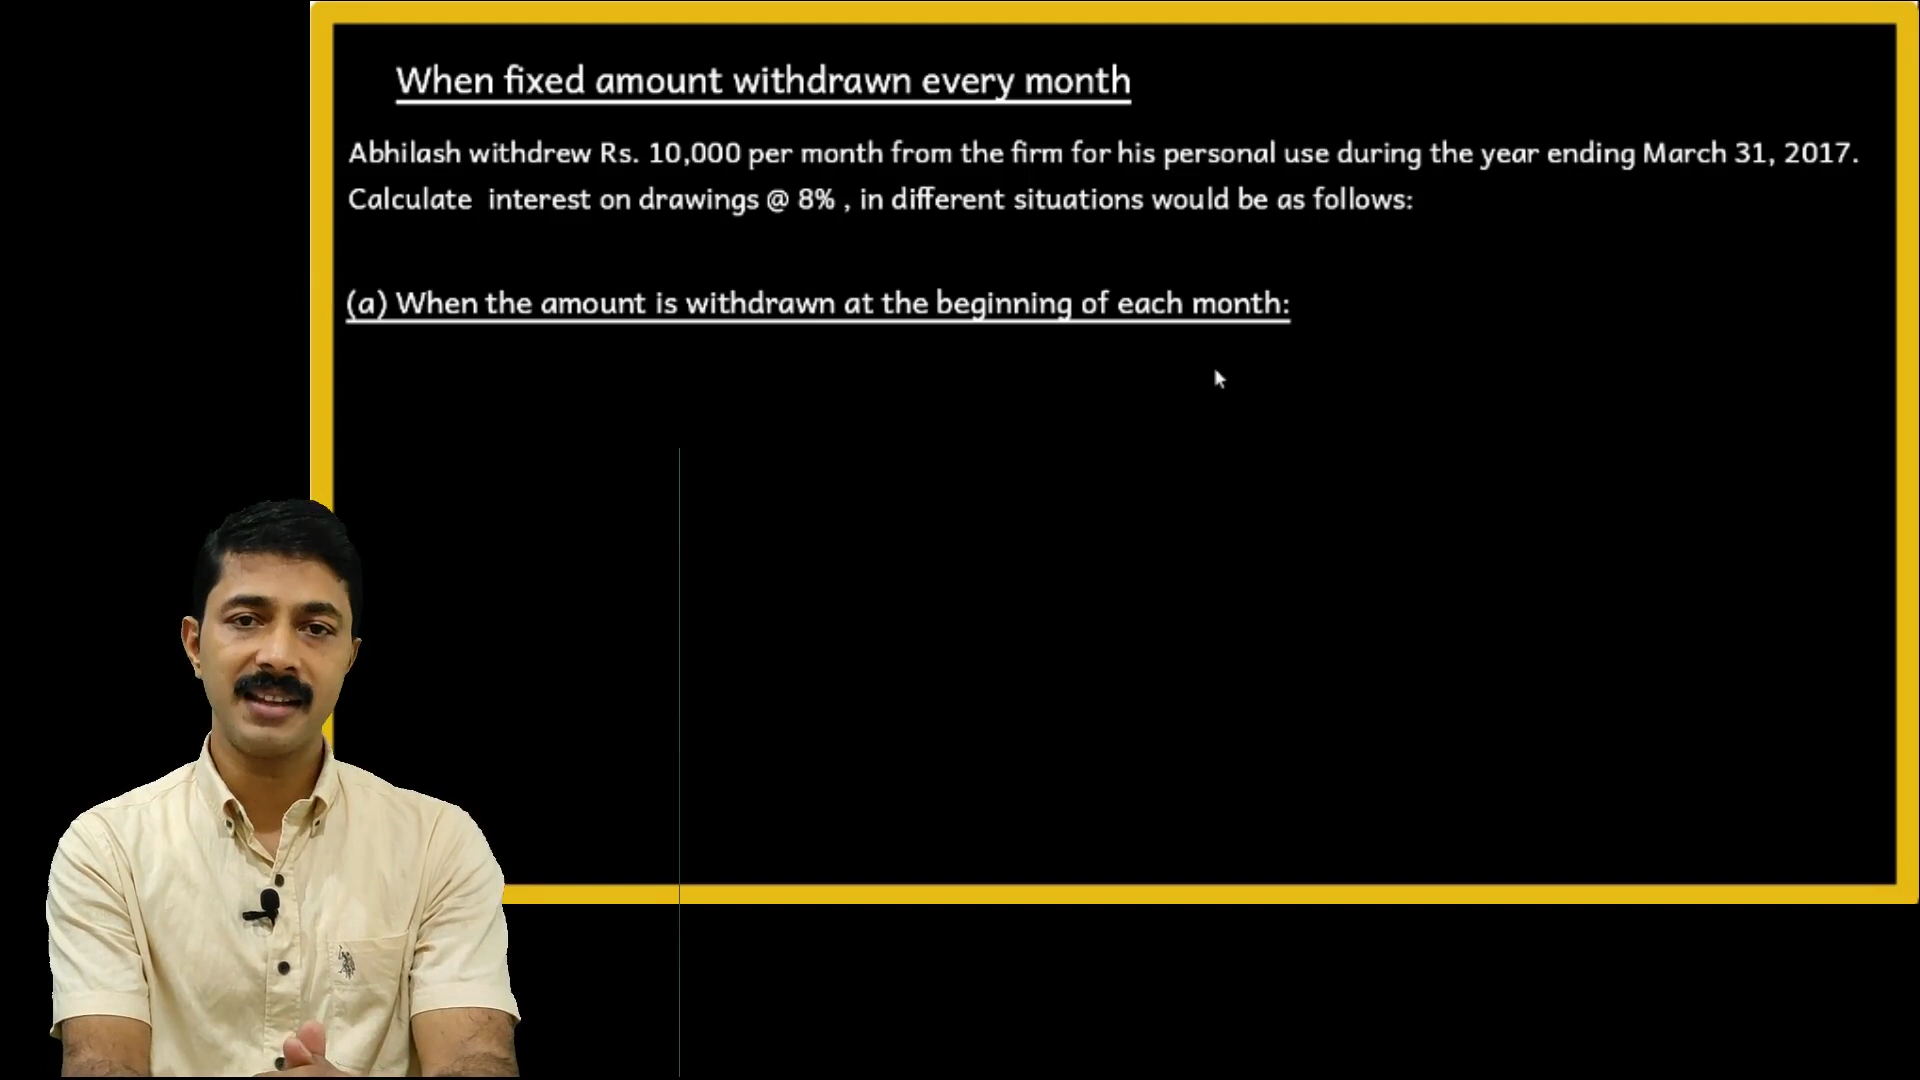 When fixed amount withdrawn every month
Abhilash withdrew Rs. 10,000 per month from the firm for his personal use during the year ending March 31, 2017.
Calculate interest on drawings @ 8% , in different situations would be as follows:
(a) When the amount is withdrawn at the beginning of each month: